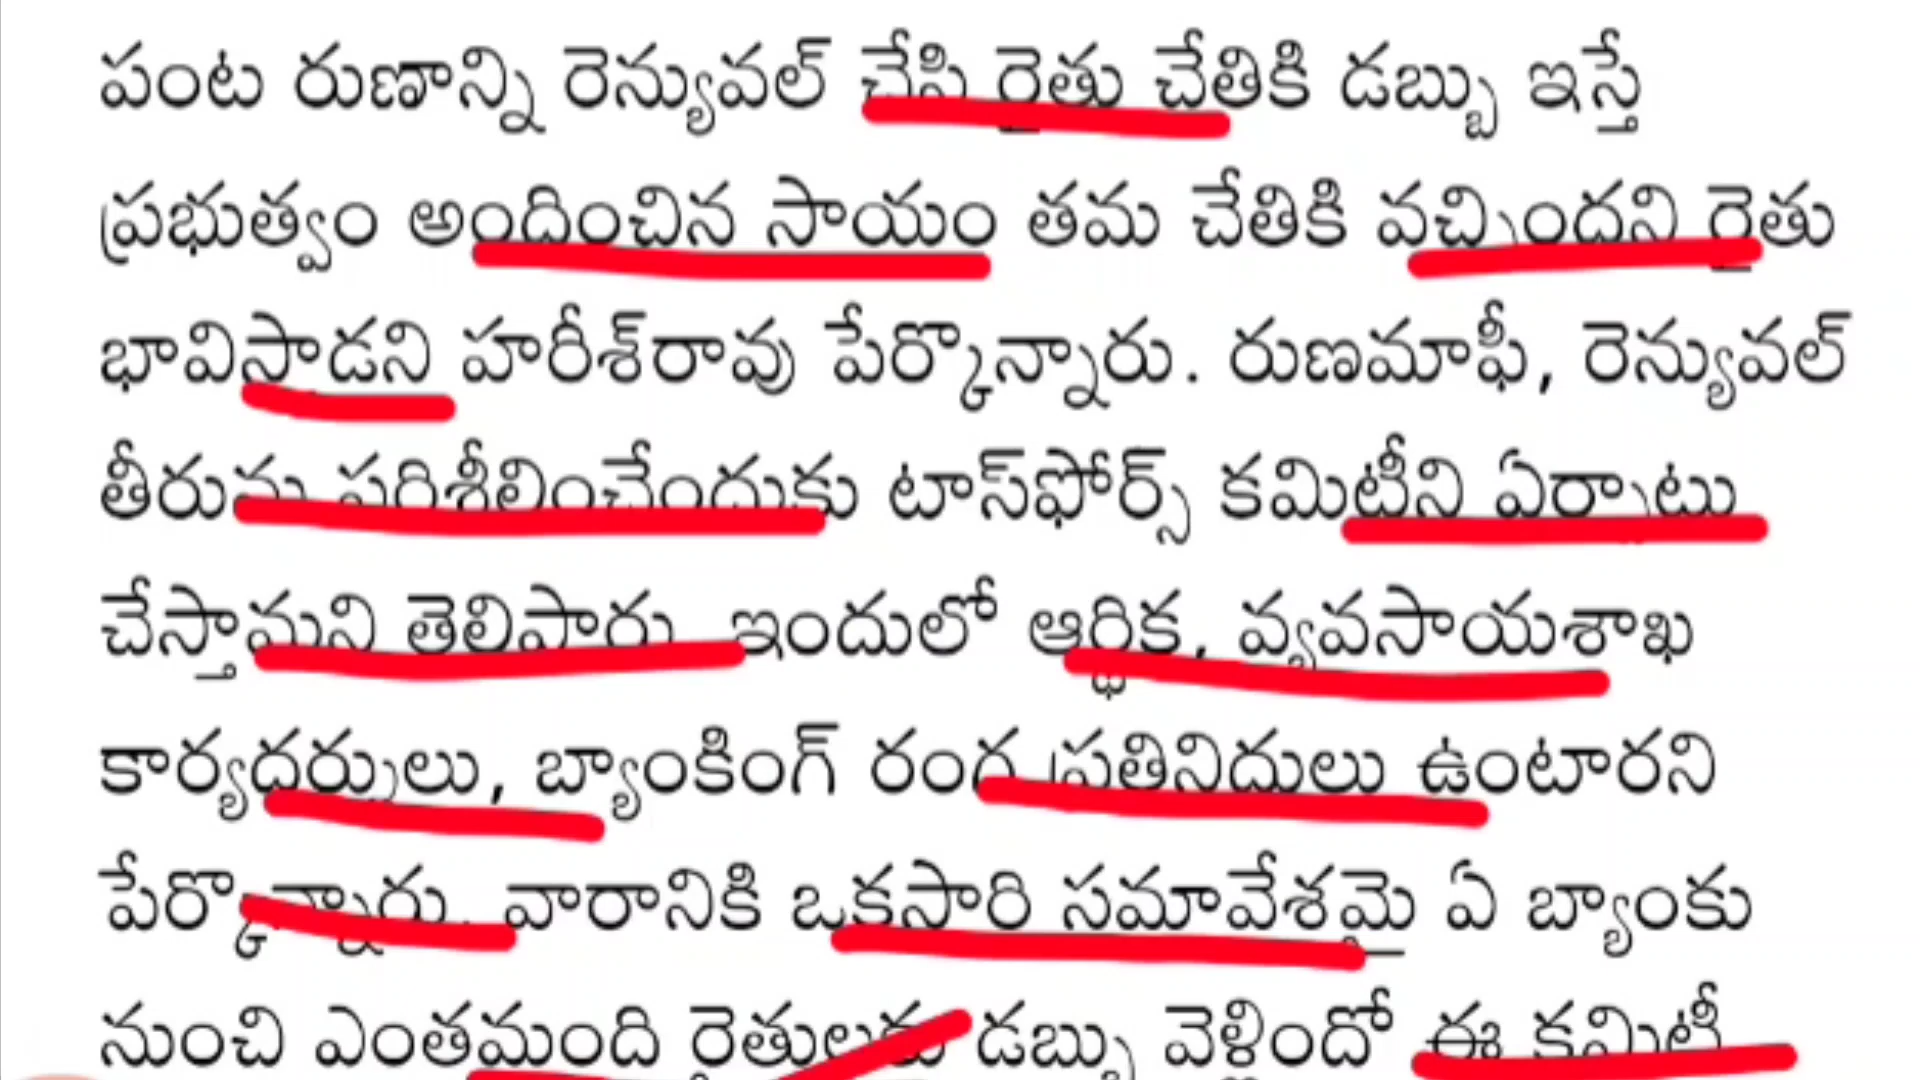 పంట రుణాన్ని రెన్యువల్ చేసి రైతు చేతికి డబ్బు ఇస్తే
ప్రభుత్వం అందించిన సాయం తమ చేతికి వచ్చిందని రైతు
భావిస్తాడని హరీశ్‌రావు పేర్కొన్నారు. రుణమాఫీ, రెన్యువల్
తీరును పరిశీలించేందుకు టాస్‌ఫోర్స్ కమిటీని ఏర్పాటు
చేస్తామని తెలిపారు. ఇందులో ఆర్థిక, వ్యవసాయశాఖ
కార్యదర్శులు, బ్యాంకింగ్ రంగ ప్రతినిధులు ఉంటారని
పేర్కొన్నారు. వారానికి ఒకసారి సమావేశమై ఏ బ్యాంకు
నుంచి ఎంతమంది రైతులకు డబ్బు వెళ్లిందో ఈ కమిటీ